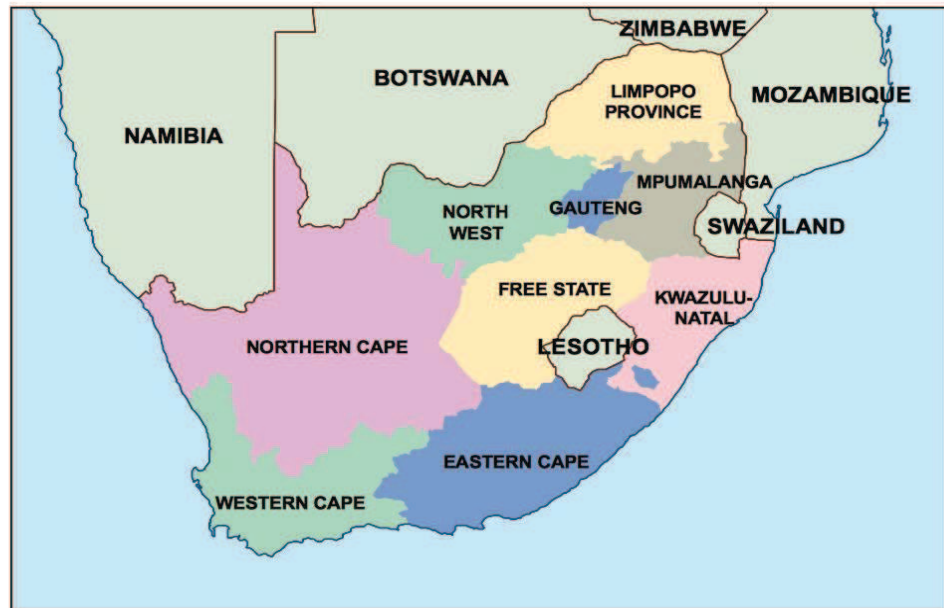 ZIMBABWE
BOTSWANA
LIMPOPO
PROVINCE
MOZAMBIQUE
NAMIBIA
MPUMALANGA
NORTH
WEST
GAUTENG
SWAZILAND
FREE STATE
KWAZULU-
NATAL
NORTHERN CAPE
LESOTHO
EASTERN CAPE
WESTERN CAPE